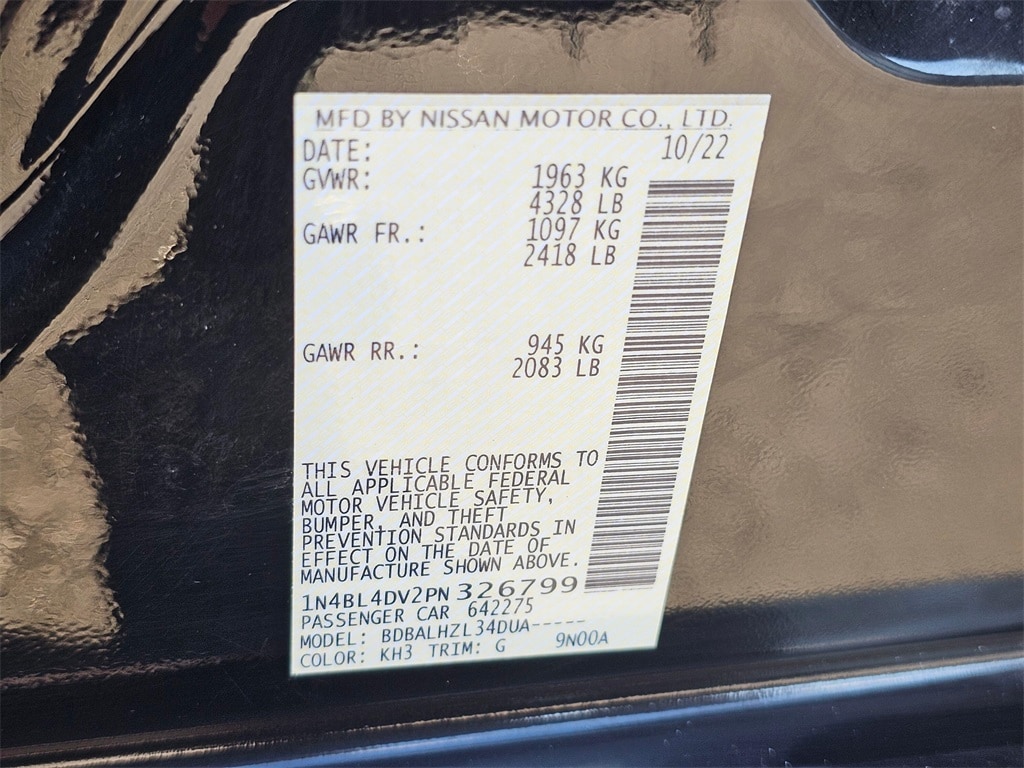 MFD BY NISSAN MOTOR CO., LTD.
DATE: 10/22
GVWR: 1963 KG
4328 LB
GAWR FR.: 1097 KG
2418 LB
GAWR RR.: 945 KG
2083 LB
THIS VEHICLE CONFORMS TO
ALL APPLICABLE FEDERAL
MOTOR VEHICLE SAFETY,
BUMPER, AND THEFT
PREVENTION STANDARDS IN
EFFECT ON THE DATE OF
MANUFACTURE SHOWN ABOVE.
1N4BL4DV2PN 326799
PASSENGER CAR 642275
MODEL: BDBALHZL34DUA-----
COLOR: KH3 TRIM: G 9N00A